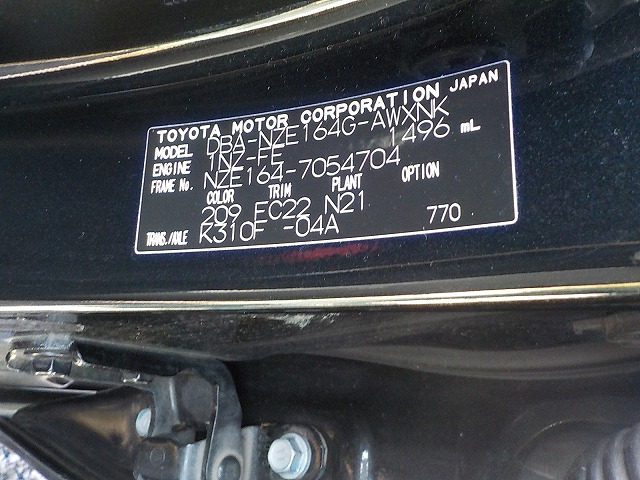 TOYOTA MOTOR CORPORATION JAPAN
MODEL DBA-NZE164G-AWXNK
ENGINE 1NZ-FE 1496 mL
FRAME No. NZE164-7054704
COLOR TRIM PLANT OPTION
209 FC22 N21
TRANS./AXLE K310F -04A 770